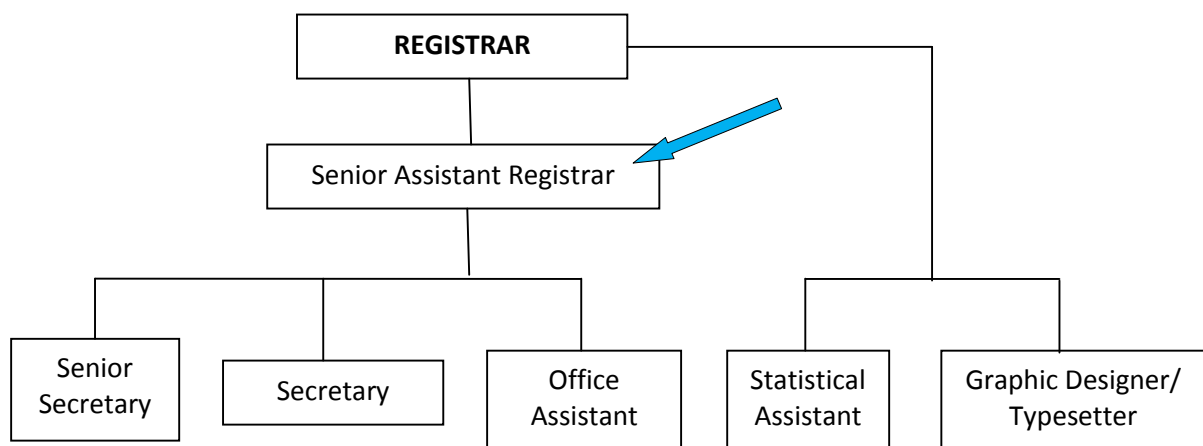 REGISTRAR
Senior Assistant Registrar
Senior
Secretary
Secretary
Office
Assistant
Statistical
Assistant
Graphic Designer/
Typesetter